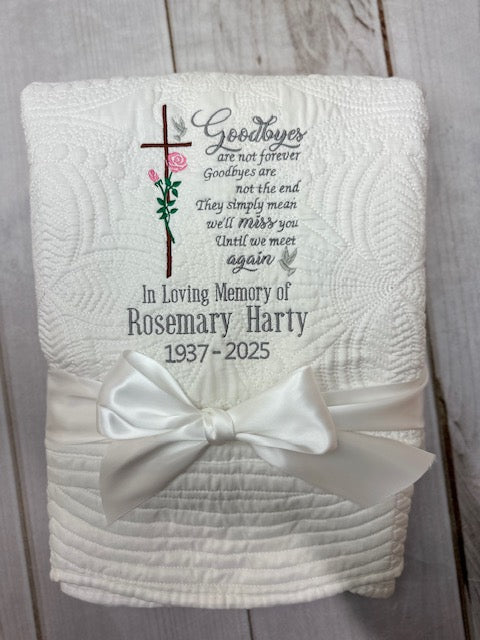 Goodbyes
are not forever
Goodbyes are
not the end
They simply mean
we'll miss you
Until we meet
again
In Loving Memory of
Rosemary Harty
1937-2025